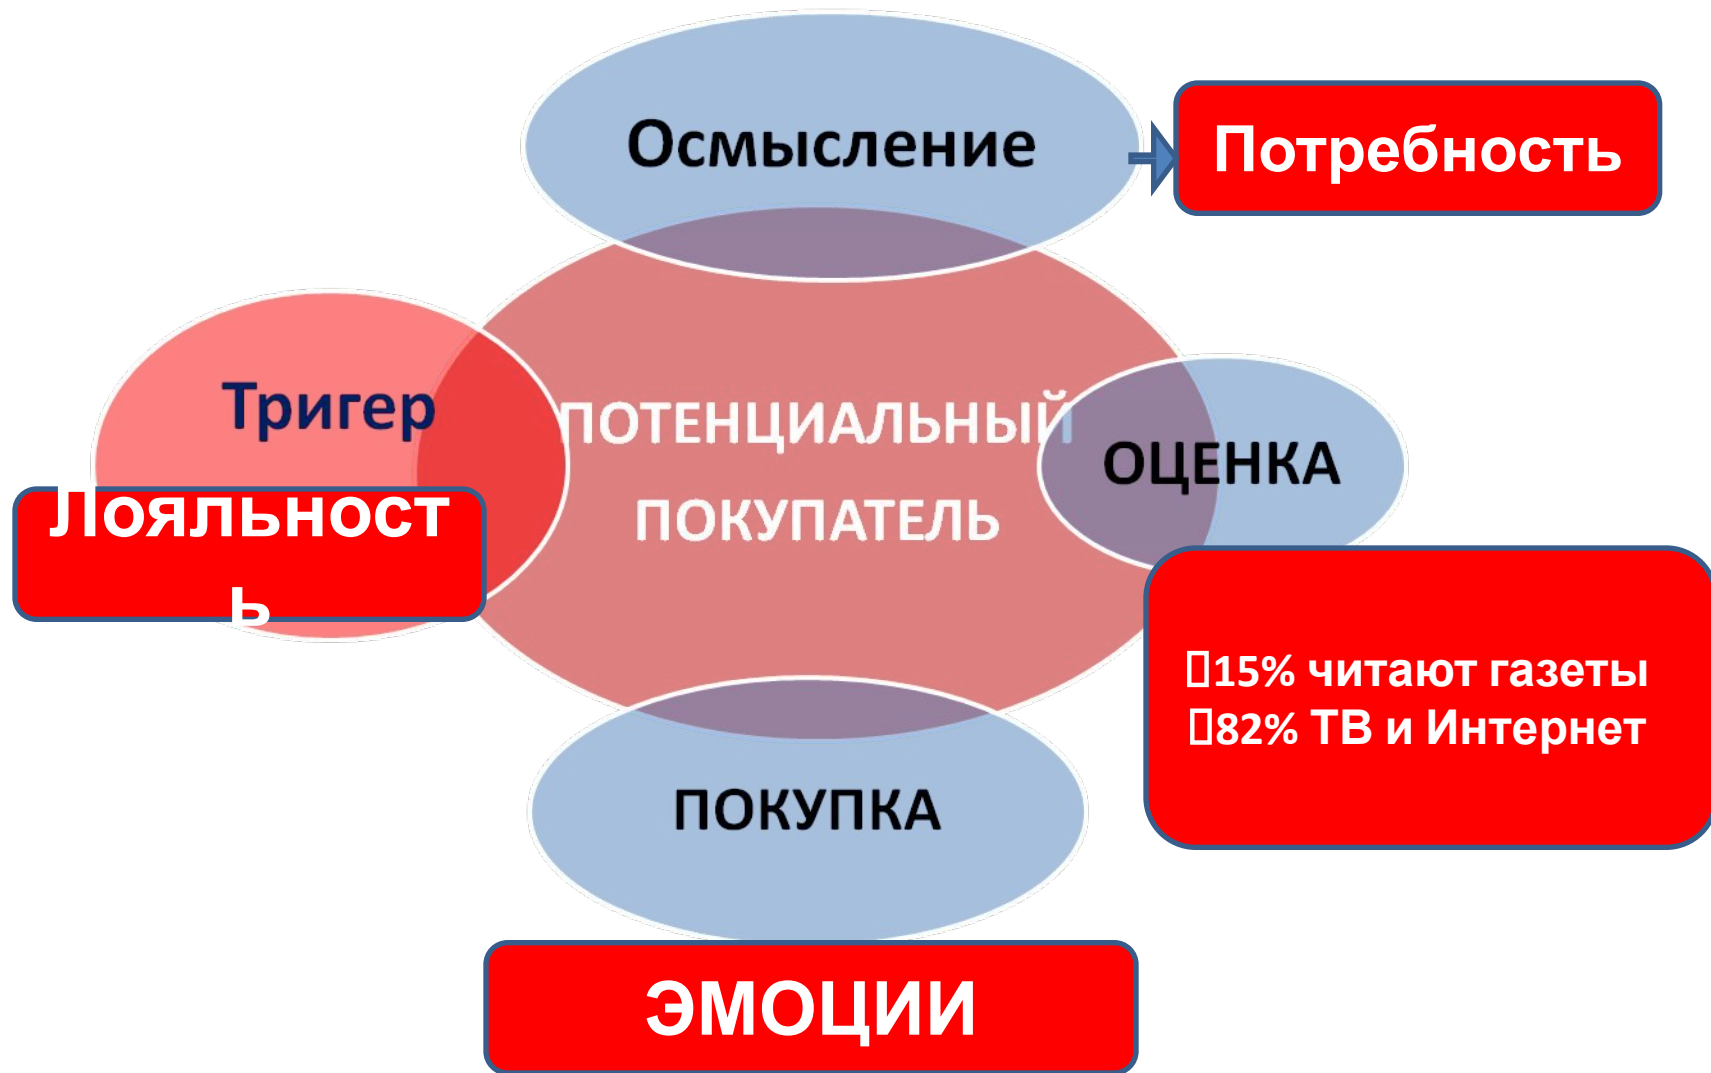 Осмысление
Потребность
Тригер
ПОТЕНЦИАЛЬНЫЙ
ПОКУПАТЕЛЬ
ОЦЕНКА
Лояльност
ь
15% читают газеты
82% ТВ и Интернет
ПОКУПКА
ЭМОЦИИ